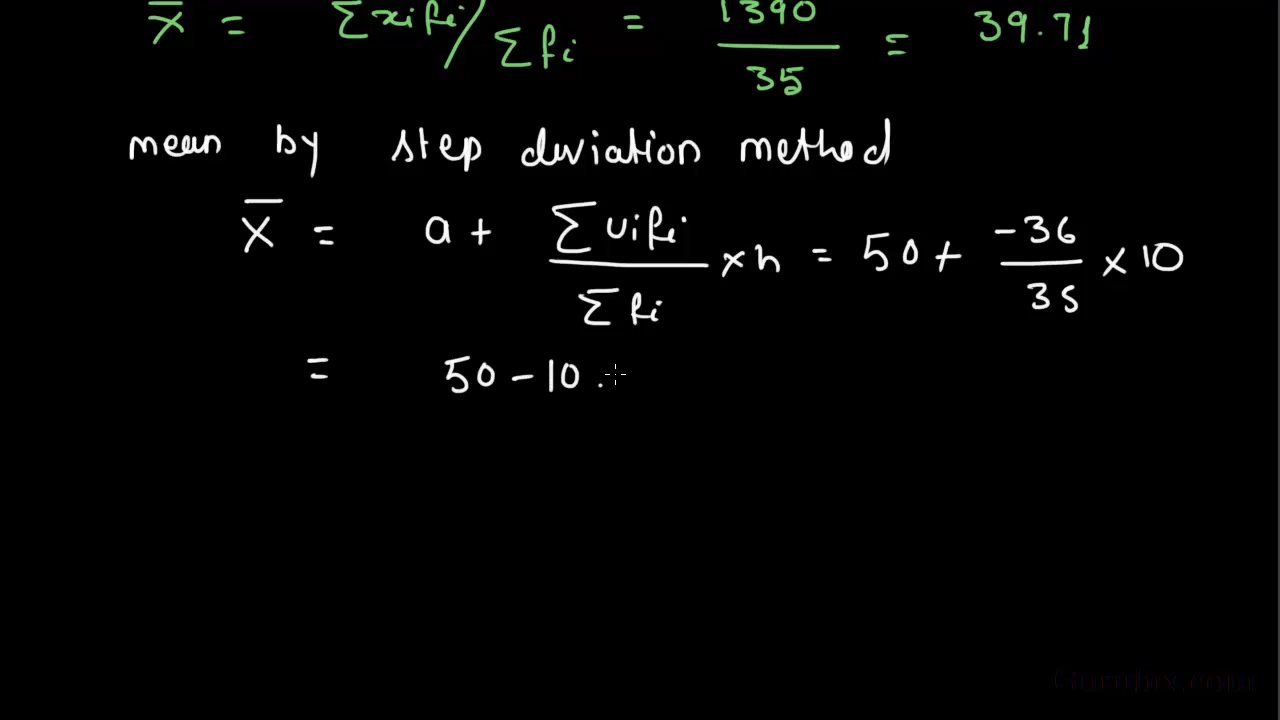 X̄ = Σxifi/Σfi = 1390/35 = 39.71
mean by step deviation method
X̄ = a + Σuifi/Σfi × h = 50 + -36/35 × 10
= 50 - 10.